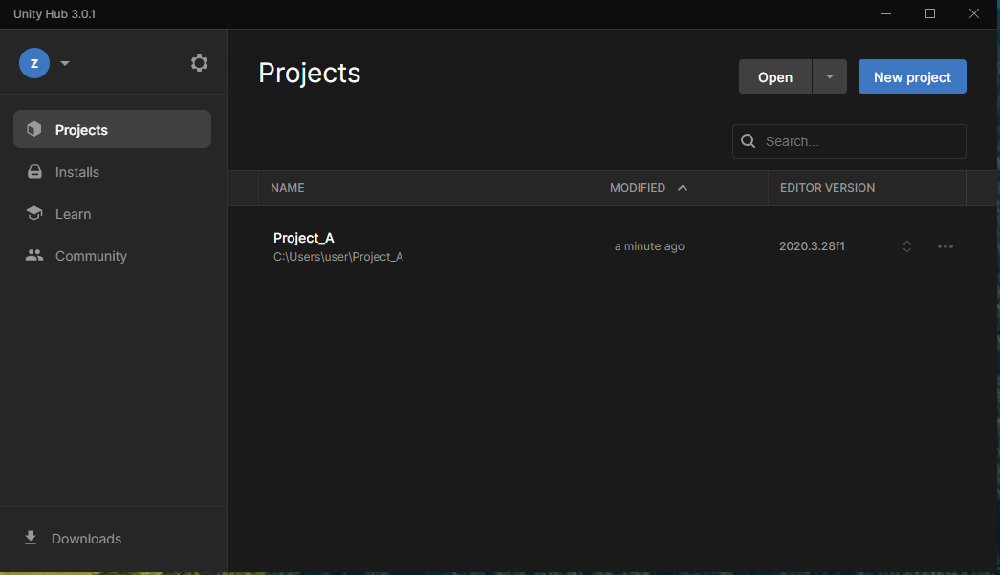 Unity Hub 3.0.1
z
Projects
Installs
Learn
Community
Downloads
Projects
Open
New project
Search...
NAME MODIFIED EDITOR VERSION
Project_A a minute ago 2020.3.28f1
C:\Users\user\Project_A